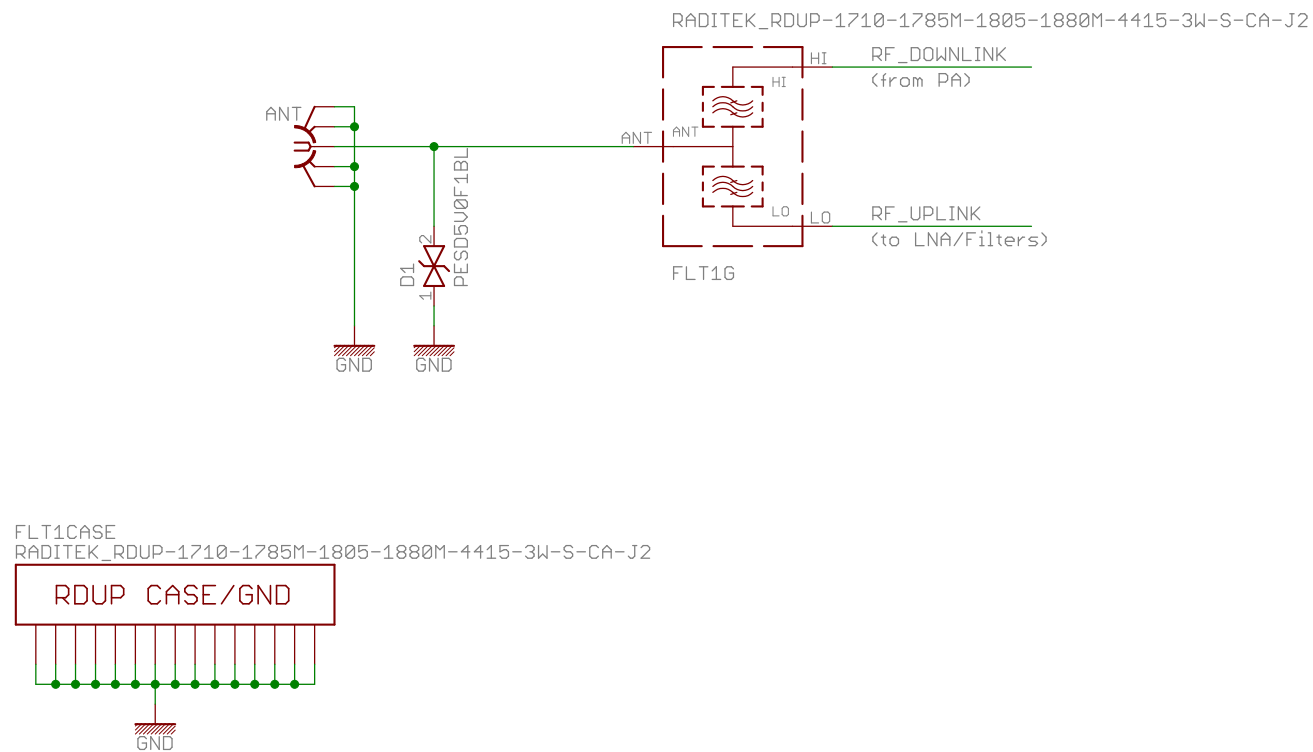 RADITEK_RDUP-1710-1785M-1805-1880M-4415-3W-S-CA-J2
HI
RF_DOWNLINK
(from PA)
HI
ANT
ANT
ANT
LO
LO
RF_UPLINK
(to LNA/Filters)
FLT1G
D1
2
1
PESD5V0F1BL
GND
GND
FLT1CASE
RADITEK_RDUP-1710-1785M-1805-1880M-4415-3W-S-CA-J2
RDUP CASE/GND
GND